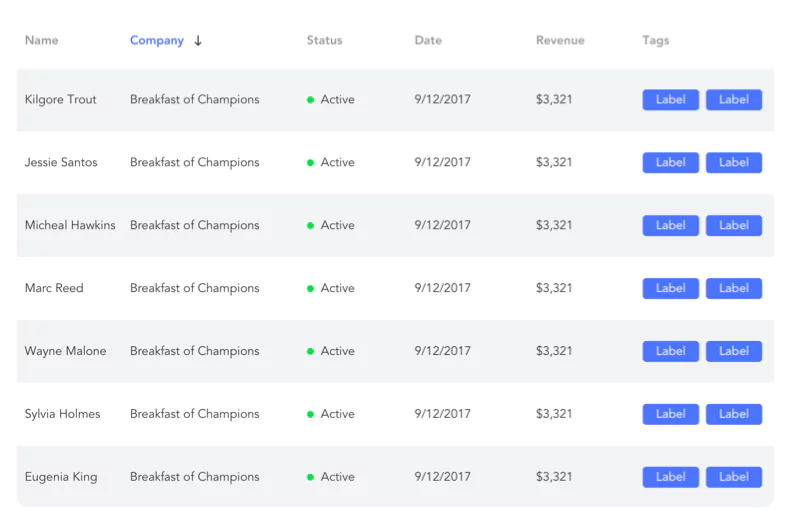 Name Company ↓ Status Date Revenue Tags
Kilgore Trout Breakfast of Champions Active 9/12/2017 $3,321 Label Label
Jessie Santos Breakfast of Champions Active 9/12/2017 $3,321 Label Label
Micheal Hawkins Breakfast of Champions Active 9/12/2017 $3,321 Label Label
Marc Reed Breakfast of Champions Active 9/12/2017 $3,321 Label Label
Wayne Malone Breakfast of Champions Active 9/12/2017 $3,321 Label Label
Sylvia Holmes Breakfast of Champions Active 9/12/2017 $3,321 Label Label
Eugenia King Breakfast of Champions Active 9/12/2017 $3,321 Label Label